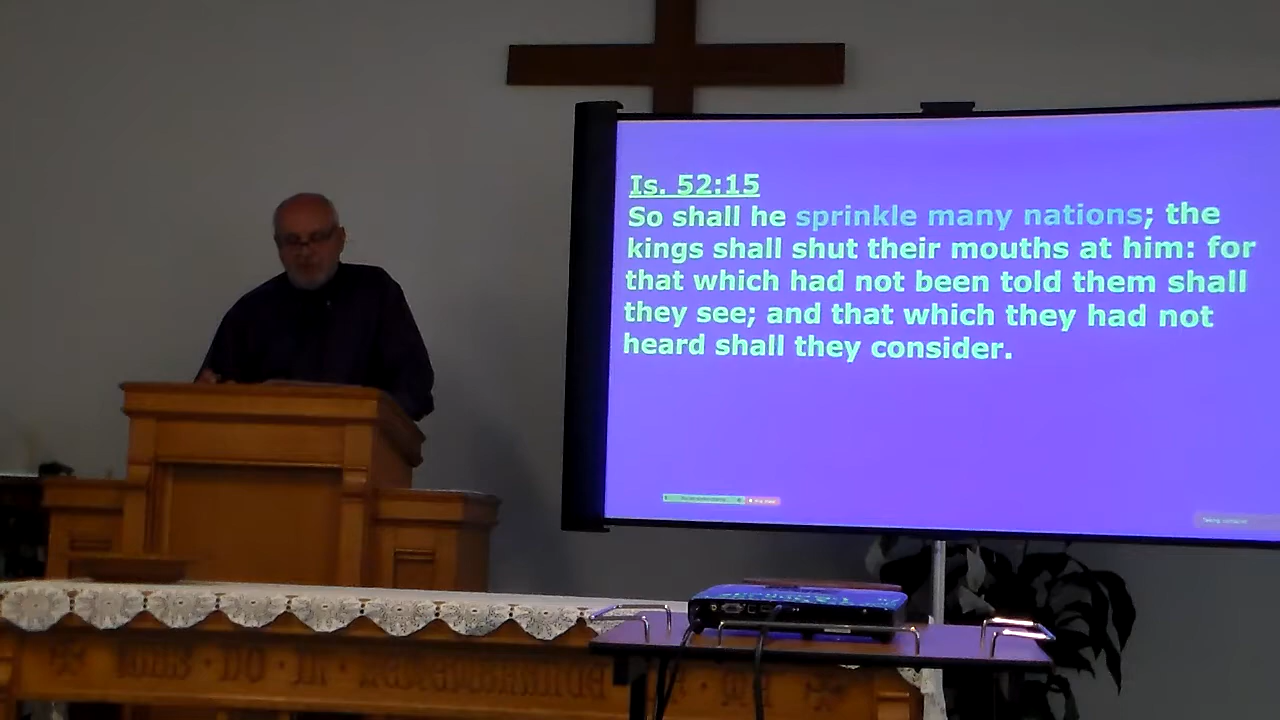 Is. 52:15
So shall he sprinkle many nations; the
kings shall shut their mouths at him: for
that which had not been told them shall
they see; and that which they had not
heard shall they consider.